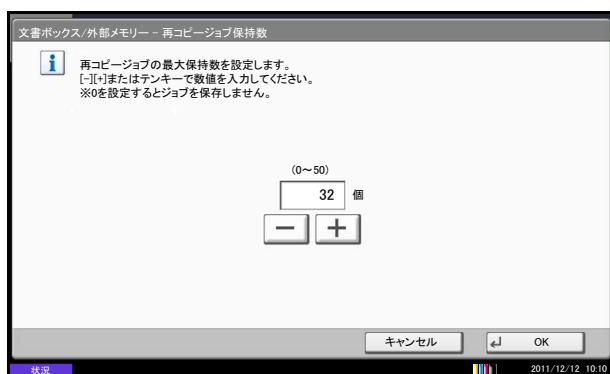 文書ボックス/外部メモリー - 再コピージョブ保持数
再コピージョブの最大保持数を設定します。
[-][+]またはテンキーで数値を入力してください。
※0を設定するとジョブを保存しません。
(0～50)
32 個
キャンセル
OK
状況
2011/12/12 10:10